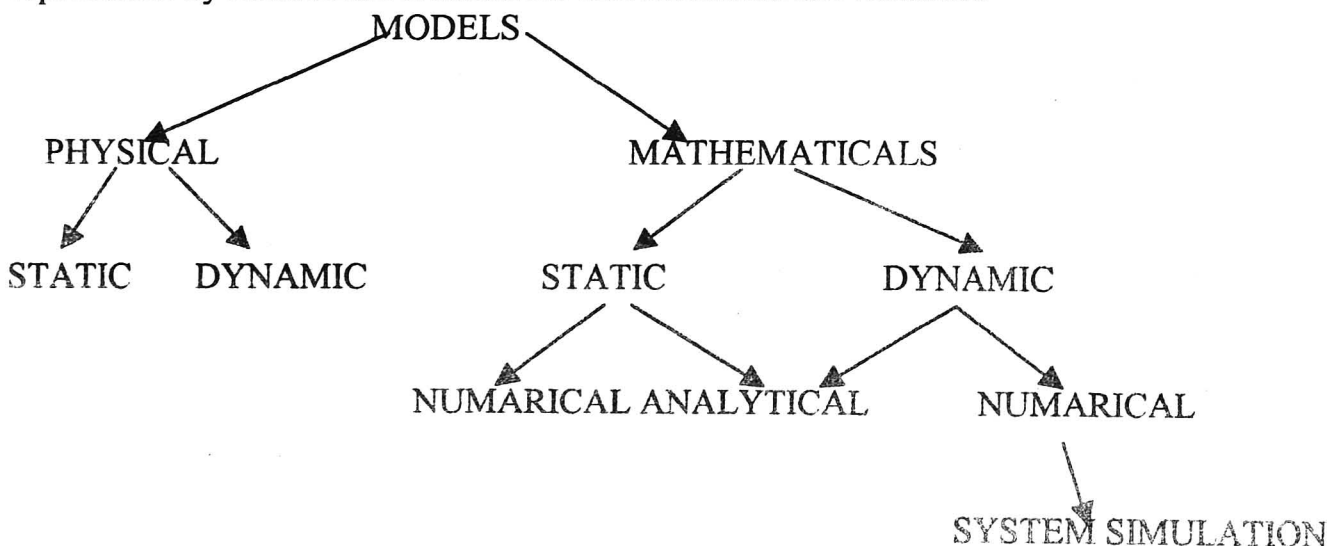 MODELS
PHYSICAL MATHEMATICALS
STATIC DYNAMIC STATIC DYNAMIC
NUMARICAL ANALYTICAL NUMARICAL
SYSTEM SIMULATION